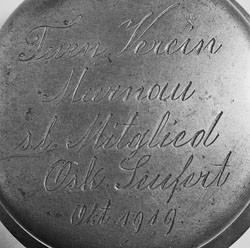 Turn Verein
Murnau
s. l. Mitglied
Osk Seufert
Okt. 1919.